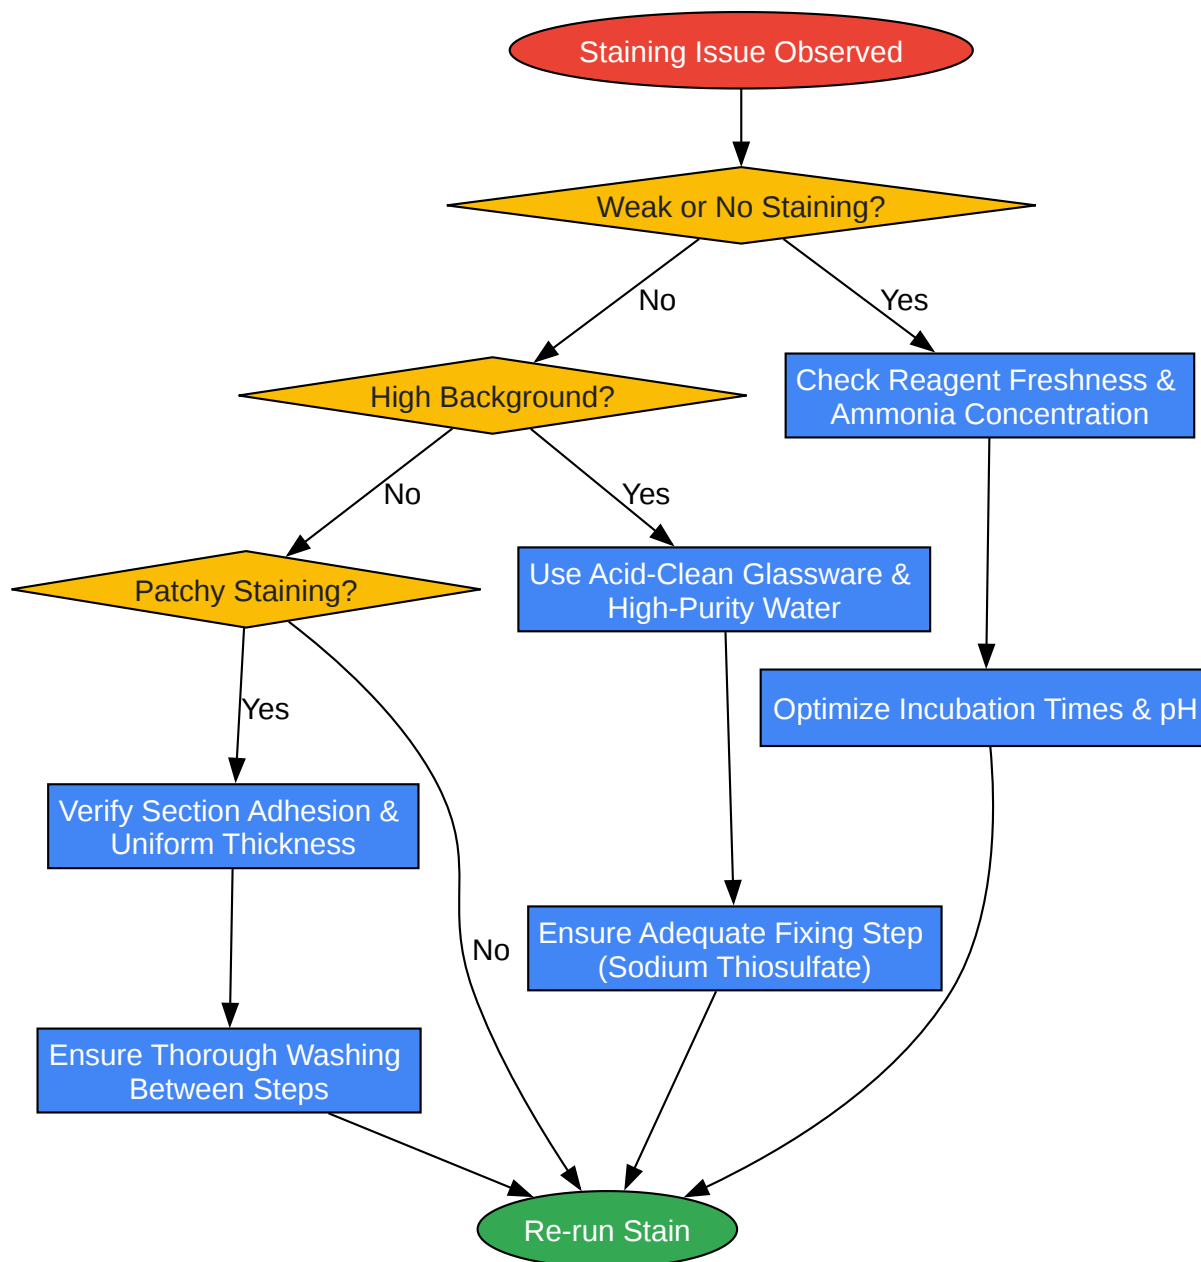 Staining Issue Observed
Weak or No Staining?
No
Yes
High Background?
Check Reagent Freshness &
Ammonia Concentration
No
Yes
Patchy Staining?
Use Acid-Clean Glassware &
High-Purity Water
Yes
Optimize Incubation Times & pH
Verify Section Adhesion &
Uniform Thickness
No
Ensure Adequate Fixing Step
(Sodium Thiosulfate)
Ensure Thorough Washing
Between Steps
Re-run Stain